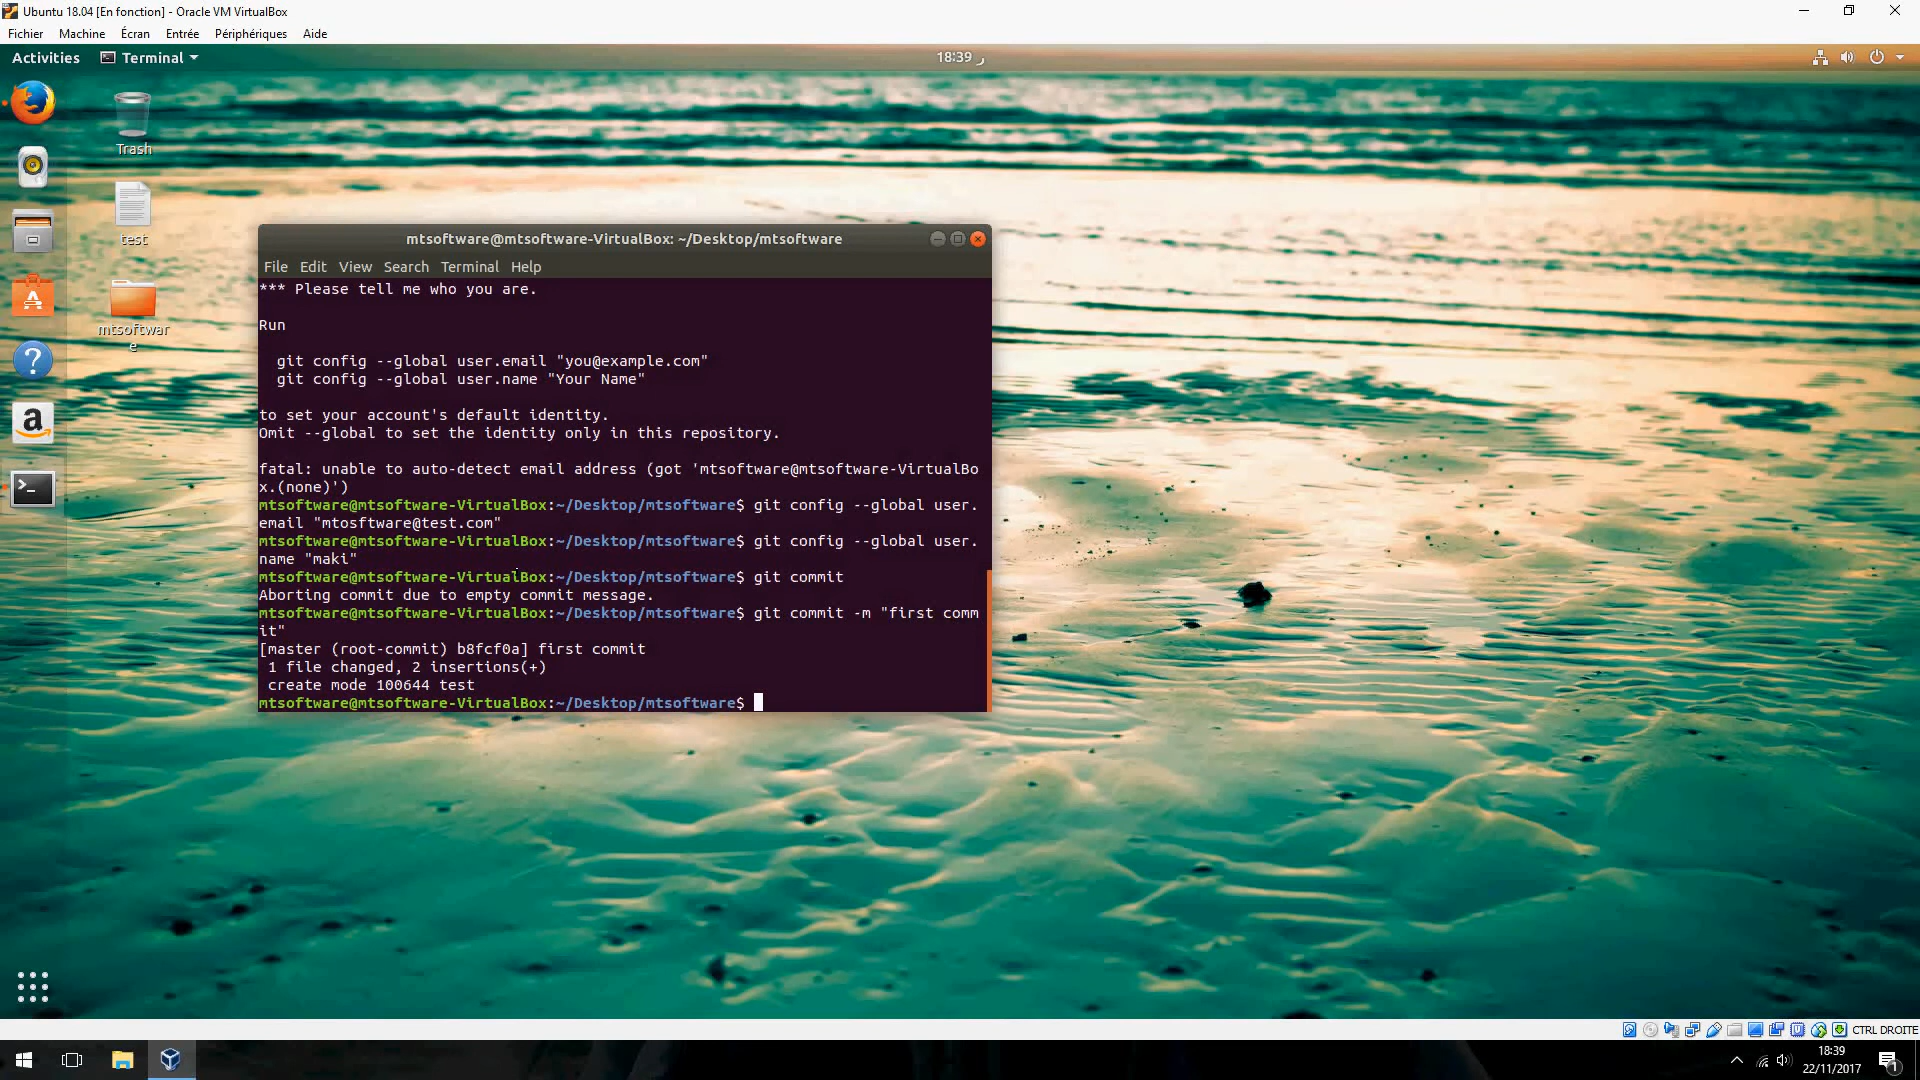 Ubuntu 18.04 [En fonction] - Oracle VM VirtualBox
Fichier Machine Écran Entrée Périphériques Aide
Activities Terminal 18:39 ر
Trash
test
mtsoftwar
e
mtsoftware@mtsoftware-VirtualBox: ~/Desktop/mtsoftware
File Edit View Search Terminal Help
*** Please tell me who you are.
Run
git config --global user.email "you@example.com"
git config --global user.name "Your Name"
to set your account's default identity.
Omit --global to set the identity only in this repository.
fatal: unable to auto-detect email address (got 'mtsoftware@mtsoftware-VirtualBo
x.(none)')
mtsoftware@mtsoftware-VirtualBox:~/Desktop/mtsoftware$ git config --global user.
email "mtosftware@test.com"
mtsoftware@mtsoftware-VirtualBox:~/Desktop/mtsoftware$ git config --global user.
name "maki"
mtsoftware@mtsoftware-VirtualBox:~/Desktop/mtsoftware$ git commit
Aborting commit due to empty commit message.
mtsoftware@mtsoftware-VirtualBox:~/Desktop/mtsoftware$ git commit -m "first comm
it"
[master (root-commit) b8fcf0a] first commit
1 file changed, 2 insertions(+)
create mode 100644 test
mtsoftware@mtsoftware-VirtualBox:~/Desktop/mtsoftware$
CTRL DROITE
18:39
22/11/2017
1